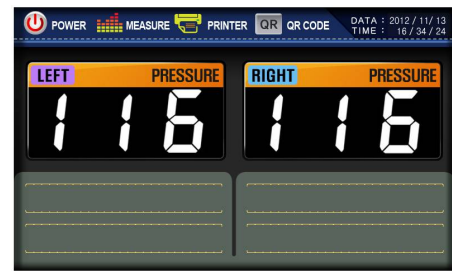 POWER MEASURE PRINTER QR QR CODE DATA : 2012 / 11 / 13
TIME : 16 / 34 / 24
LEFT PRESSURE RIGHT PRESSURE
116 116